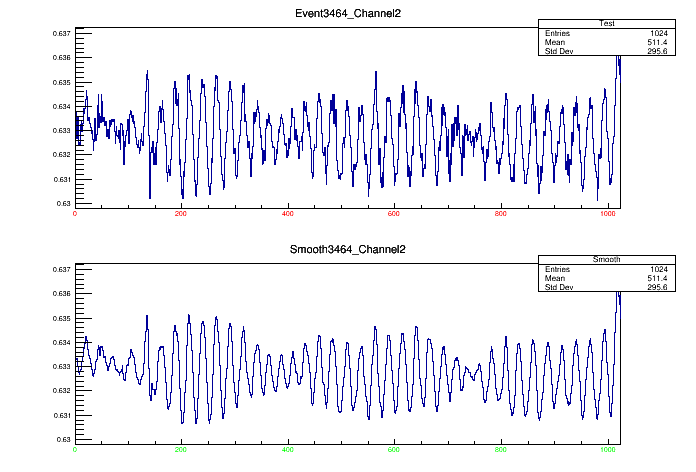 Event3464_Channel2
Test
Entries 1024
Mean 511.4
Std Dev 295.6
0.637
0.636
0.635
0.634
0.633
0.632
0.631
0.63
0 200 400 600 800 1000
Smooth3464_Channel2
Smooth
Entries 1024
Mean 511.4
Std Dev 295.6
0.637
0.636
0.635
0.634
0.633
0.632
0.631
0.63
0 200 400 600 800 1000